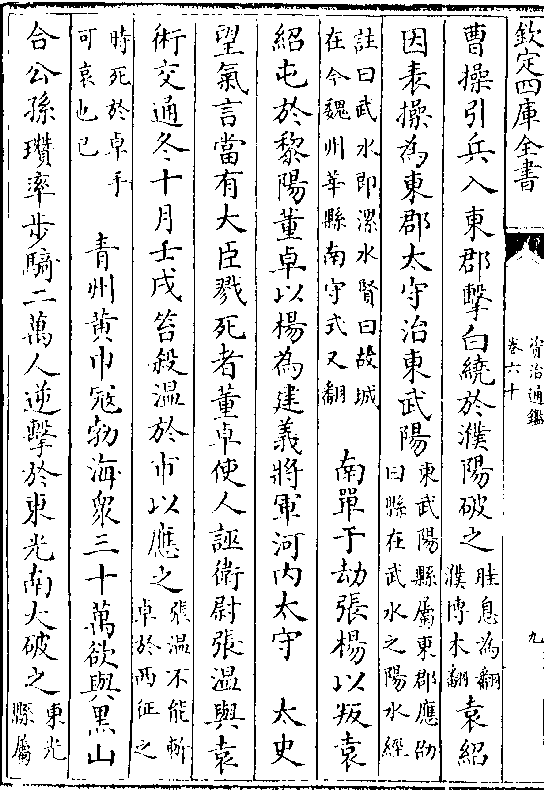 欽定四庫全書
資治通鑑
卷六十
九
曹操引兵入東郡擊白繞於濮陽破之
眭息為翻
濮博木翻
袁紹
因表操為東郡太守治東武陽
東武陽縣屬東郡應劭
曰縣在武水之陽水經
註曰武水即漯水賢曰故城
在今魏州莘縣南守式又翻
南單于劫張楊以叛袁
紹屯於黎陽董卓以楊為建義將軍河内太守　太史
望氣言當有大臣戮死者董卓使人誣衛尉張溫與袁
術交通冬十月壬戌笞殺溫於市以應之
張溫不能斬
卓於西征之
時死於卓手
可哀也已
青州黄巾寇勃海衆三十萬欲與黑山
合公孫瓚率步騎二萬人逆擊於東光南大破之
東光
縣屬